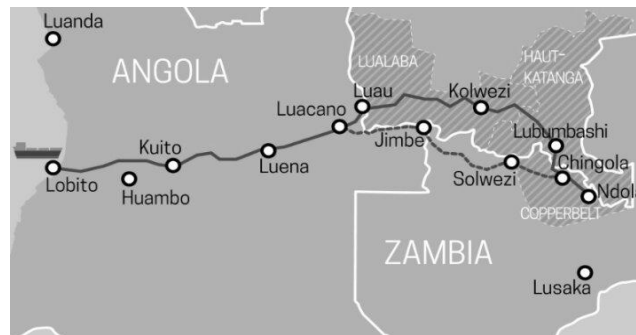 Luanda
ANGOLA
LUALABA
HAUT-
KATANGA
Luau
Kolwezi
Luacano
Jimbe
Lubumbashi
Kuito
Luena
Chingola
Solwezi
Lobito
Huambo
Ndola
COPPERBELT
ZAMBIA
Lusaka